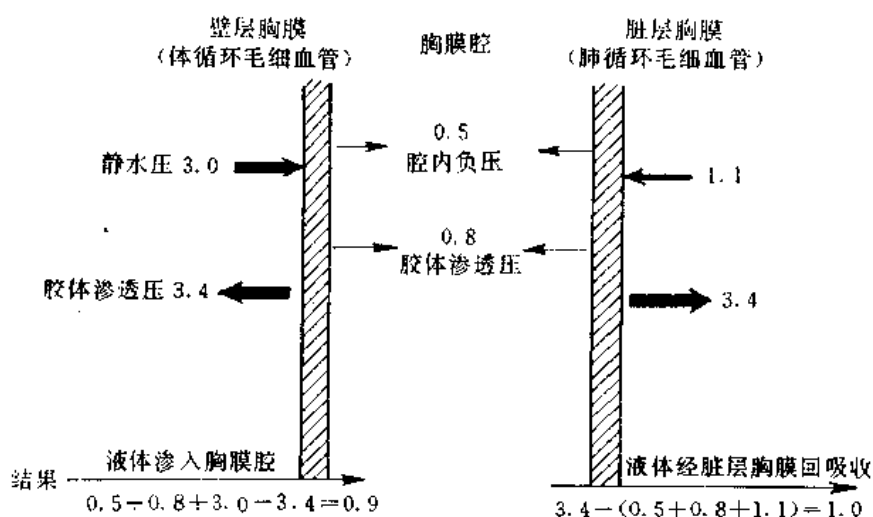 壁层胸膜
(体循环毛细血管)
胸膜腔
脏层胸膜
(肺循环毛细血管)
静水压 3.0
0.5
腔内负压
1.1
0.8
胶体渗透压
胶体渗透压 3.4
3.4
结果
液体渗入胸膜腔
0.5+0.8+3.0-3.4=0.9
液体经脏层胸膜回吸收
3.4-(0.5+0.8+1.1)=1.0